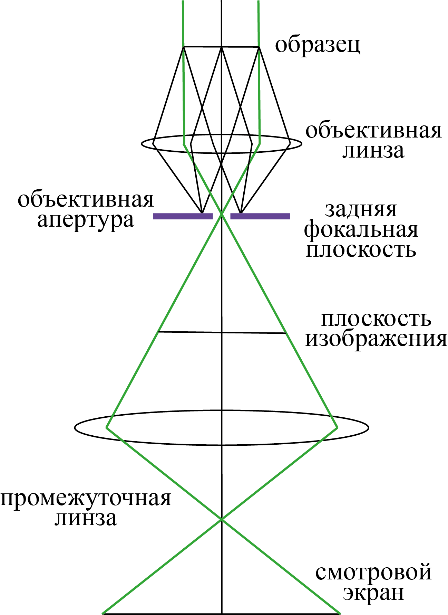 образец
объективная
линза
объективная
апертура
задняя
фокальная
плоскость
плоскость
изображения
промежуточная
линза
смотровой
экран